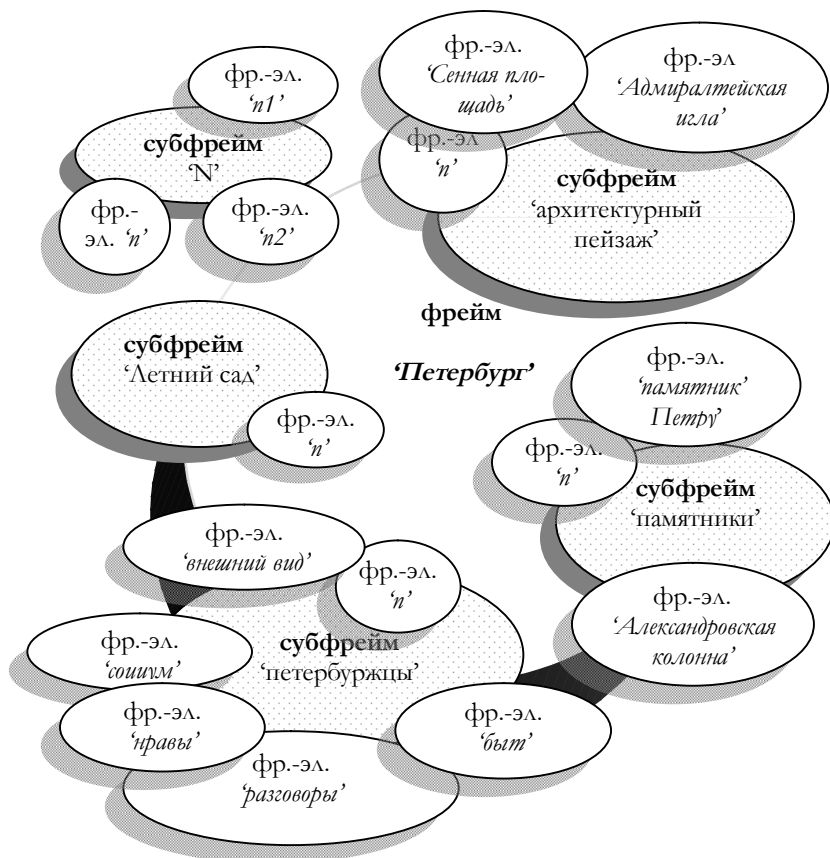 фр.-эл.
‘n1’
субфрейм
‘N’
фр.-
эл. ‘n’
фр.-эл.
‘n2’
фр.-эл.
‘Сенная пло-
щадь’
фр.-эл
‘Адмиралтейская
игла’
фр.-эл
‘n’
субфрейм
‘архитектурный
пейзаж’
фрейм
‘Петербург’
субфрейм
‘Летний сад’
фр.-эл.
‘n’
фр.-эл.
‘памятник’
Петру’
фр.-эл.
‘n’
субфрейм
‘памятники’
фр.-эл.
‘Александровская
колонна’
фр.-эл.
‘внешний вид’
фр.-эл.
‘n’
субфрейм
‘петербуржцы’
фр.-эл.
‘социум’
фр.-эл.
‘нравы’
фр.-эл.
‘быт’
фр.-эл.
‘разговоры’